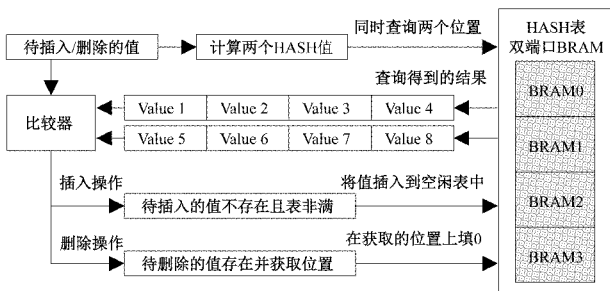 待插入/删除的值
计算两个HASH值
同时查询两个位置
HASH表
双端口BRAM
查询得到的结果
比较器
Value 1 Value 2 Value 3 Value 4
Value 5 Value 6 Value 7 Value 8
BRAM0
BRAM1
BRAM2
BRAM3
插入操作
待插入的值不存在且表非满
将值插入到空闲表中
删除操作
待删除的值存在并获取位置
在获取的位置上填0